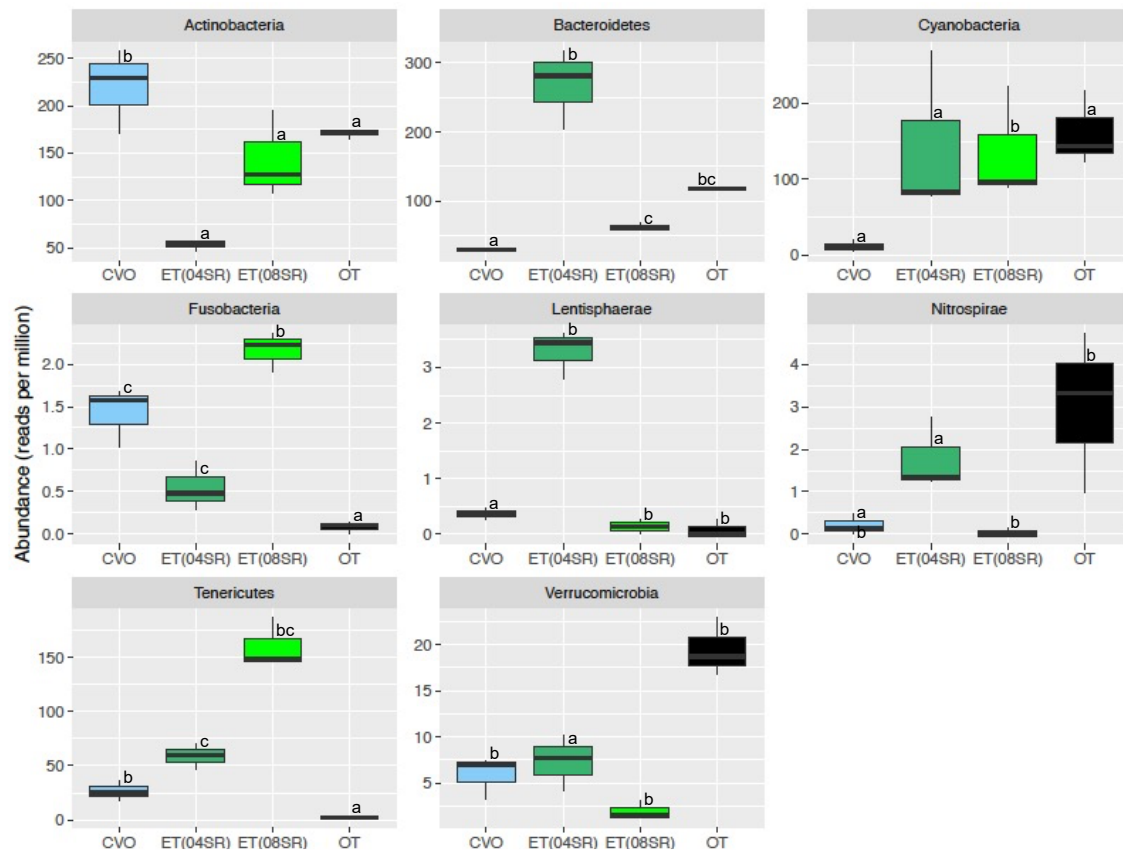 Actinobacteria Bacteroidetes Cyanobacteria
250 b
200
150 a a
100
50 a
CVO ET(04SR) ET(08SR) OT
300 b
200
100 bc
c
a
CVO ET(04SR) ET(08SR) OT
200 a b a
100
0 a
CVO ET(04SR) ET(08SR) OT
Abundance (reads per million)
Fusobacteria Lentisphaerae Nitrospirae
2.0 b
1.5 c
1.0
0.5 c
0.0 a
CVO ET(04SR) ET(08SR) OT
3 b
2
1
0 a b b
CVO ET(04SR) ET(08SR) OT
4 b
3
2 a
1
0 a b b
CVO ET(04SR) ET(08SR) OT
Tenericutes Verrucomicrobia
150 bc
100
50 c
0 b a
CVO ET(04SR) ET(08SR) OT
20 b
15
10 a
5 b b
CVO ET(04SR) ET(08SR) OT